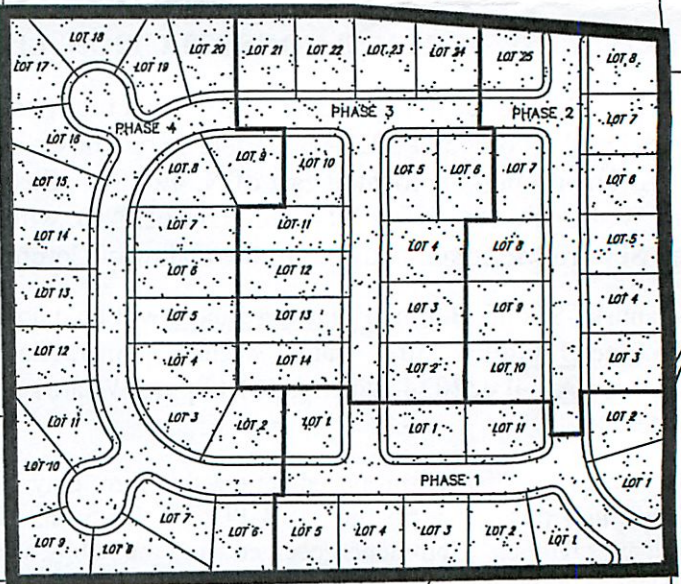 LOT 18
LOT 17
LOT 19
LOT 20
LOT 21
LOT 22
LOT 23
LOT 24
LOT 25
LOT 8
PHASE 4
PHASE 3
PHASE 2
LOT 7
LOT 16
LOT 15
LOT 8
LOT 9
LOT 10
LOT 5
LOT 6
LOT 7
LOT 6
LOT 14
LOT 7
LOT 11
LOT 4
LOT 8
LOT 5
LOT 13
LOT 6
LOT 12
LOT 3
LOT 9
LOT 4
LOT 12
LOT 5
LOT 13
LOT 4
LOT 14
LOT 2
LOT 10
LOT 3
LOT 11
LOT 3
LOT 2
LOT 1
LOT 1
LOT 11
LOT 2
LOT 10
PHASE 1
LOT 1
LOT 9
LOT 8
LOT 7
LOT 6
LOT 5
LOT 4
LOT 3
LOT 2
LOT 1